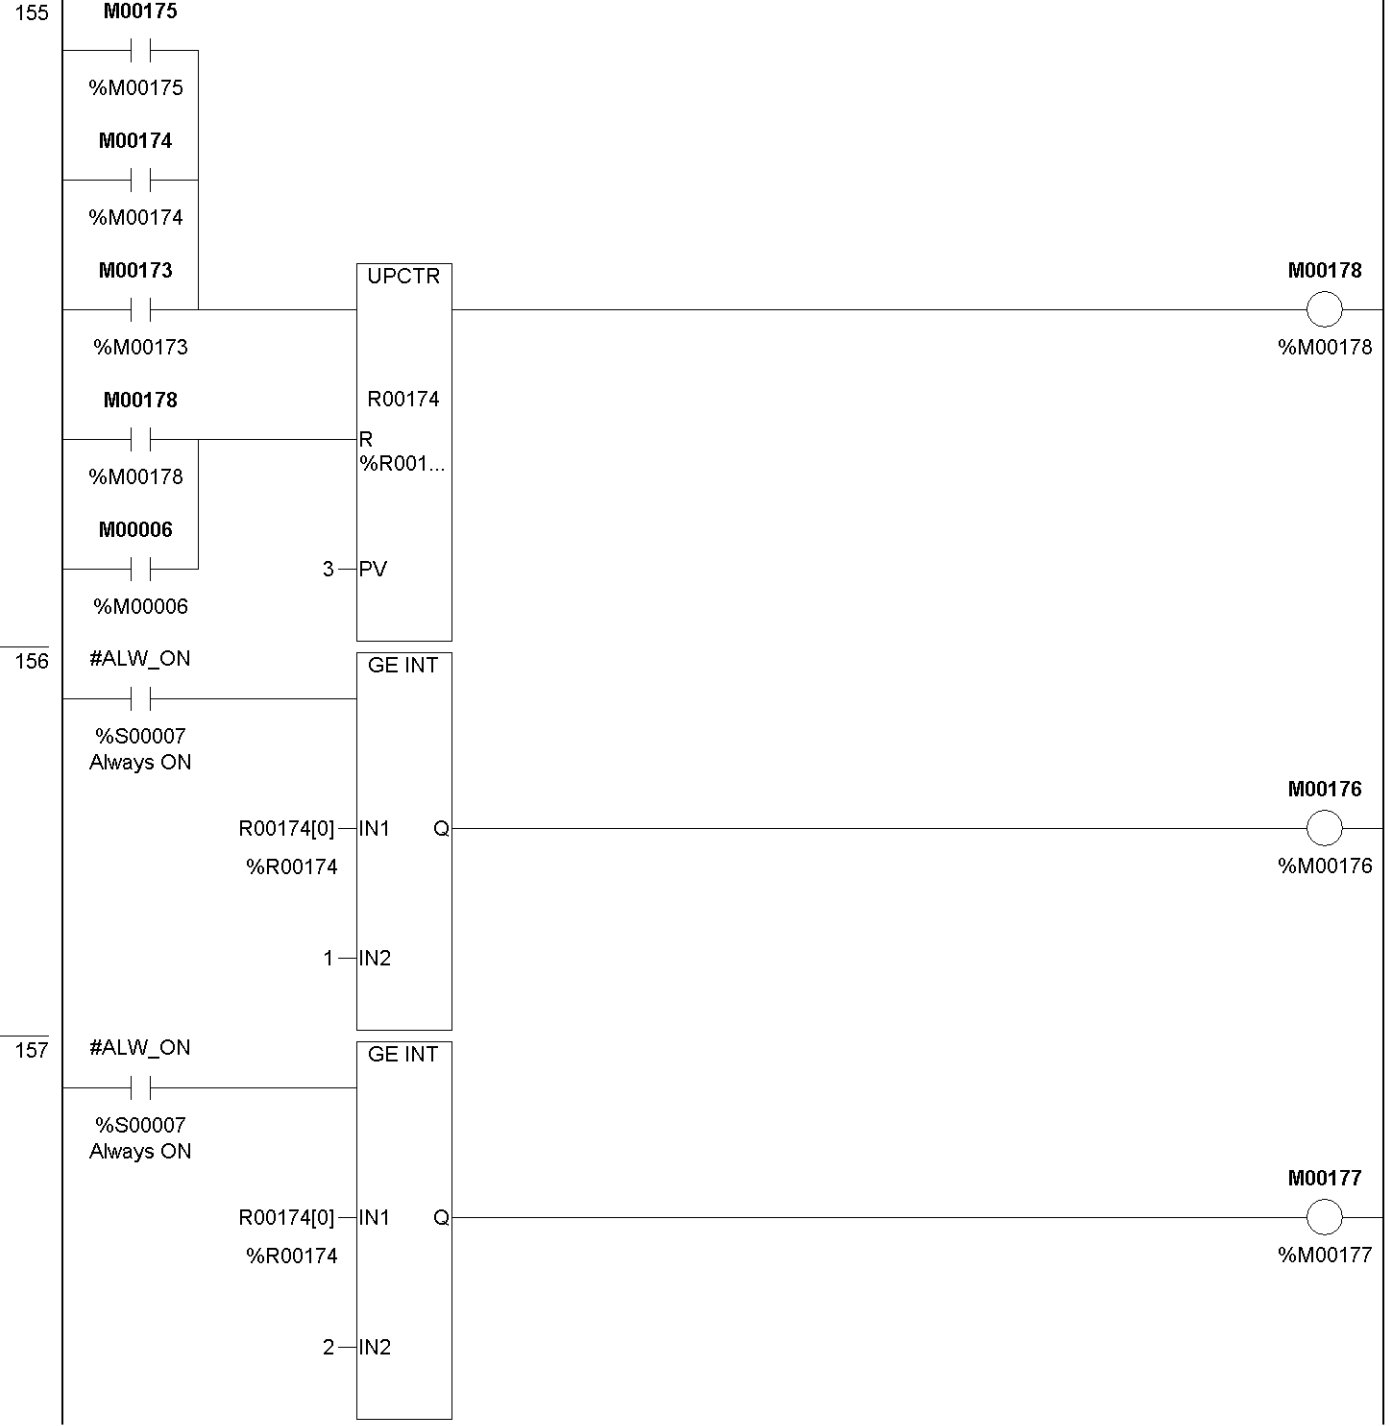 155
M00175
%M00175
M00174
%M00174
M00173
%M00173
UPCTR
M00178
%M00178
M00178
%M00178
R00174
R
%R001...
M00006
%M00006
3
PV
156
#ALW_ON
%S00007
Always ON
GE INT
R00174[0]
%R00174
IN1
Q
M00176
%M00176
1
IN2
157
#ALW_ON
%S00007
Always ON
GE INT
R00174[0]
%R00174
IN1
Q
M00177
%M00177
2
IN2